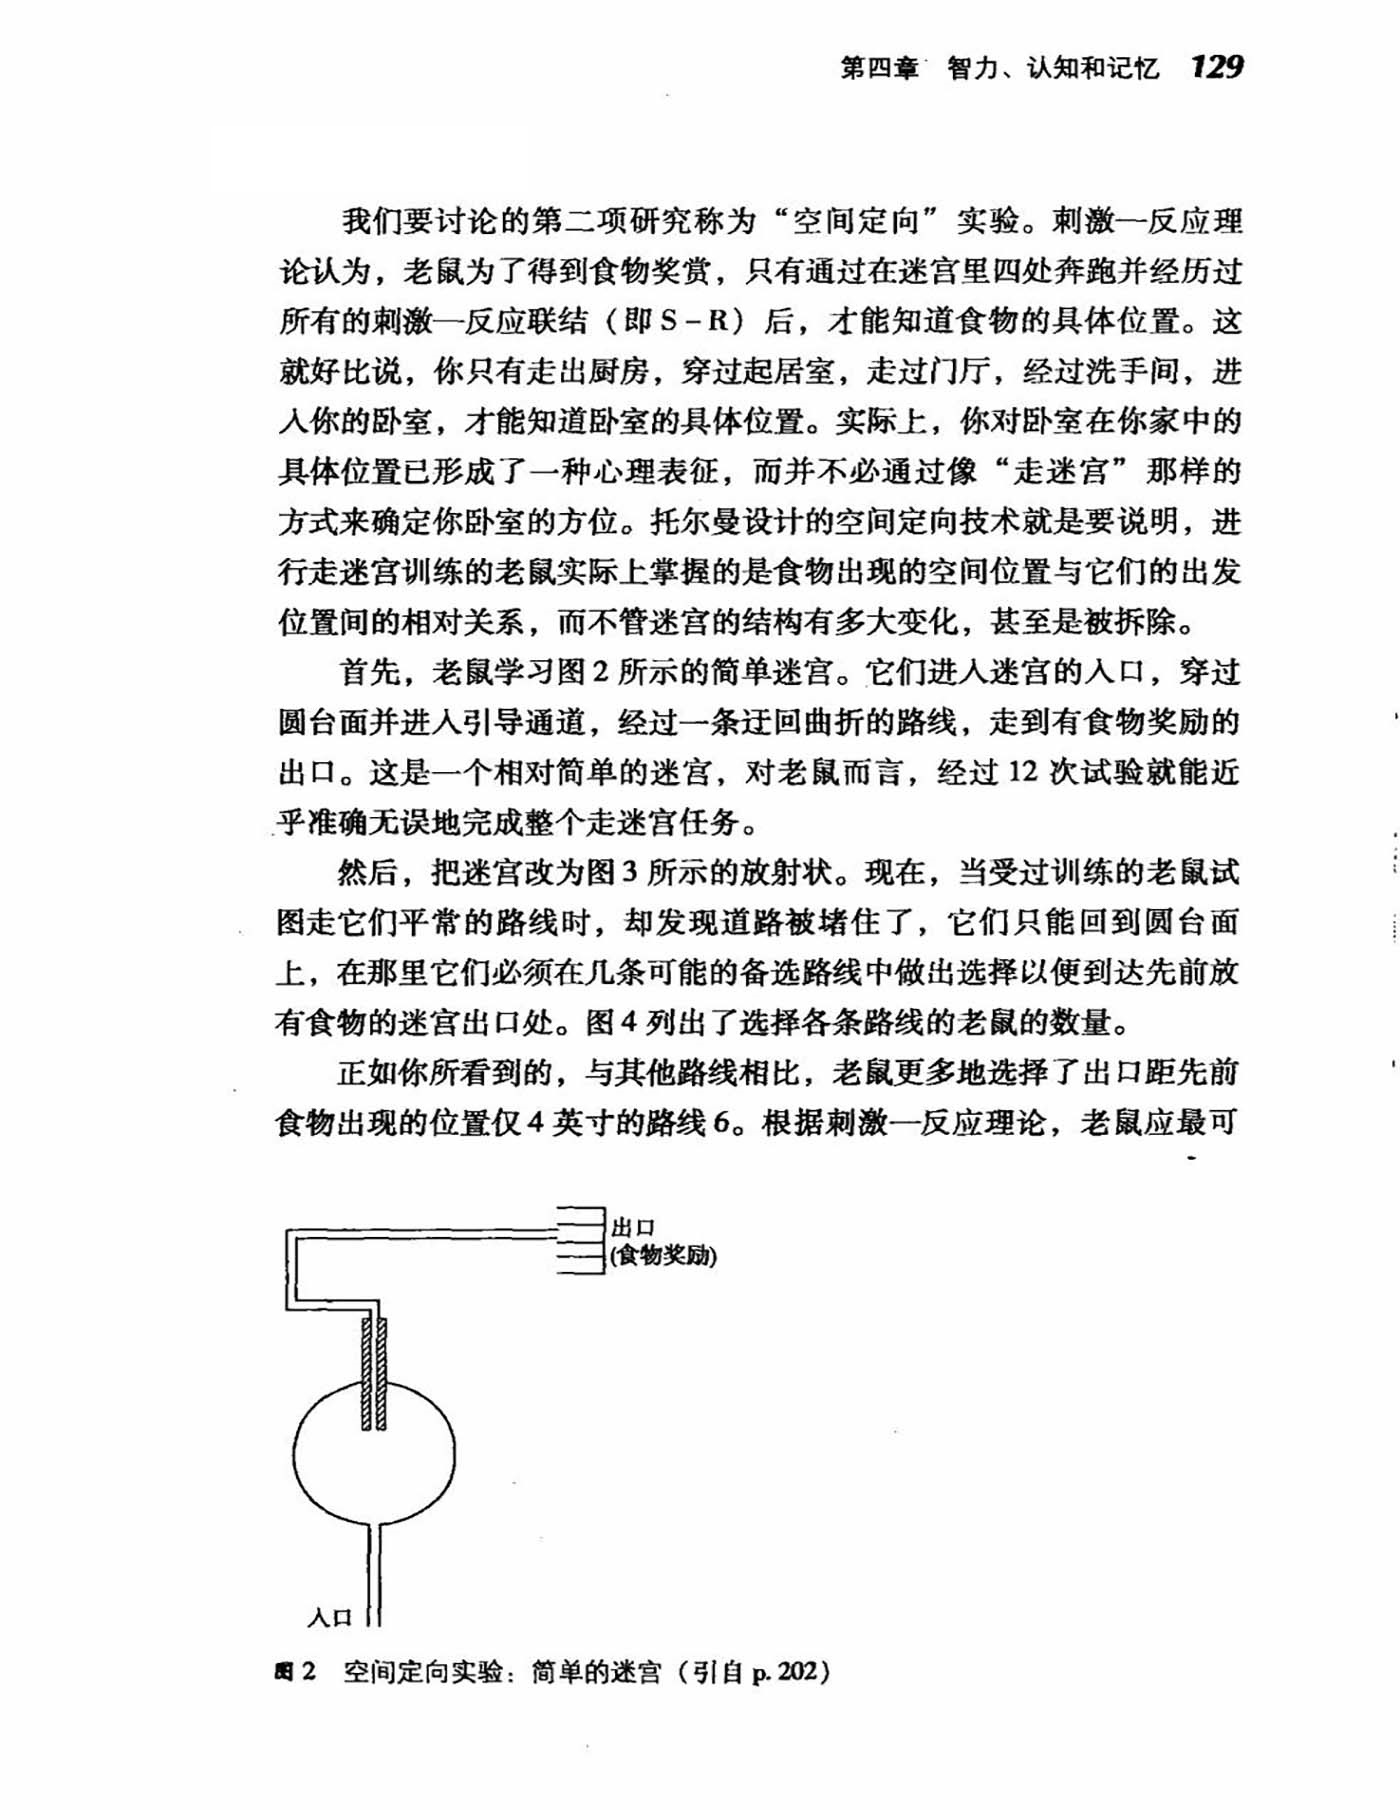 第四章 智力、认知和记忆 129
我们要讨论的第二项研究称为“空间定向”实验。刺激—反应理
论认为，老鼠为了得到食物奖赏，只有通过在迷宫里四处奔跑并经历过
所有的刺激—反应联结（即 S－R）后，才能知道食物的具体位置。这
就好比说，你只有走出厨房，穿过起居室，走过门厅，经过洗手间，进
入你的卧室，才能知道卧室的具体位置。实际上，你对卧室在你家中的
具体位置已形成了一种心理表征，而并不必通过像“走迷宫”那样的
方式来确定你卧室的方位。托尔曼设计的空间定向技术就是要说明，进
行走迷宫训练的老鼠实际上掌握的是食物出现的空间位置与它们的出发
位置间的相对关系，而不管迷宫的结构有多大变化，甚至是被拆除。
首先，老鼠学习图 2 所示的简单迷宫。它们进入迷宫的入口，穿过
圆台面并进入引导通道，经过一条迂回曲折的路线，走到有食物奖励的
出口。这是一个相对简单的迷宫，对老鼠而言，经过 12 次试验就能近
乎准确无误地完成整个走迷宫任务。
然后，把迷宫改为图 3 所示的放射状。现在，当受过训练的老鼠试
图走它们平常的路线时，却发现道路被堵住了，它们只能回到圆台面
上，在那里它们必须在几条可能的备选路线中做出选择以便到达先前放
有食物的迷宫出口处。图 4 列出了选择各条路线的老鼠的数量。
正如你所看到的，与其他路线相比，老鼠更多地选择了出口距先前
食物出现的位置仅 4 英寸的路线 6。根据刺激—反应理论，老鼠应最可
出口
(食物奖励)
入口
图 2 空间定向实验：简单的迷宫（引自 p. 202）